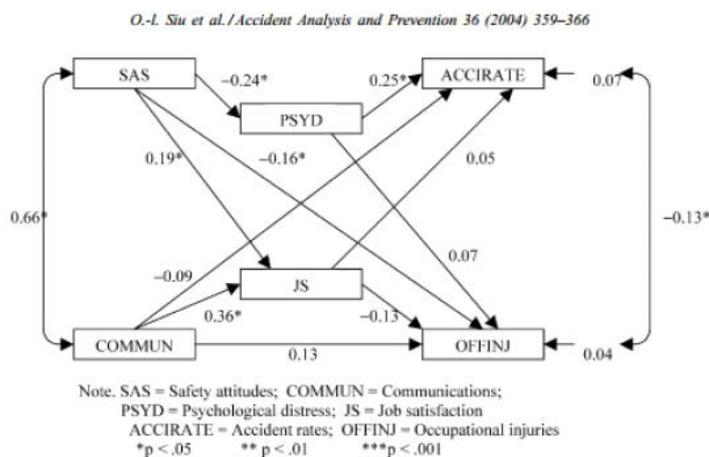 O.-l. Siu et al. / Accident Analysis and Prevention 36 (2004) 359–366
SAS
−0.24*
0.25*
ACCIRATE
0.07
PSYD
0.19*
−0.16*
0.05
0.66*
−0.13*
0.07
−0.09
JS
0.36*
−0.13
COMMUN
0.13
OFFINJ
0.04
Note. SAS = Safety attitudes; COMMUN = Communications;
PSYD = Psychological distress; JS = Job satisfaction
ACCIRATE = Accident rates; OFFINJ = Occupational injuries
*p < .05 ** p < .01 ***p < .001